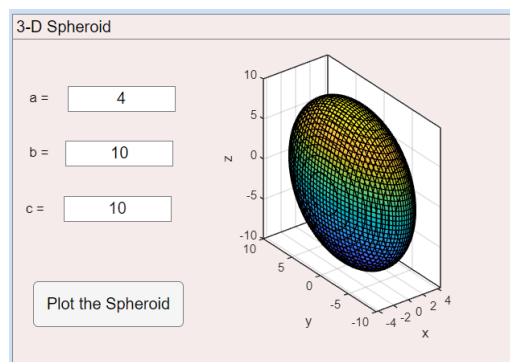 3-D Spheroid
a = 4
b = 10
c = 10
Plot the Spheroid
10
5
0
-5
-10
z
10
5
0
-5
-10
y
-4 -2 0 2 4
x